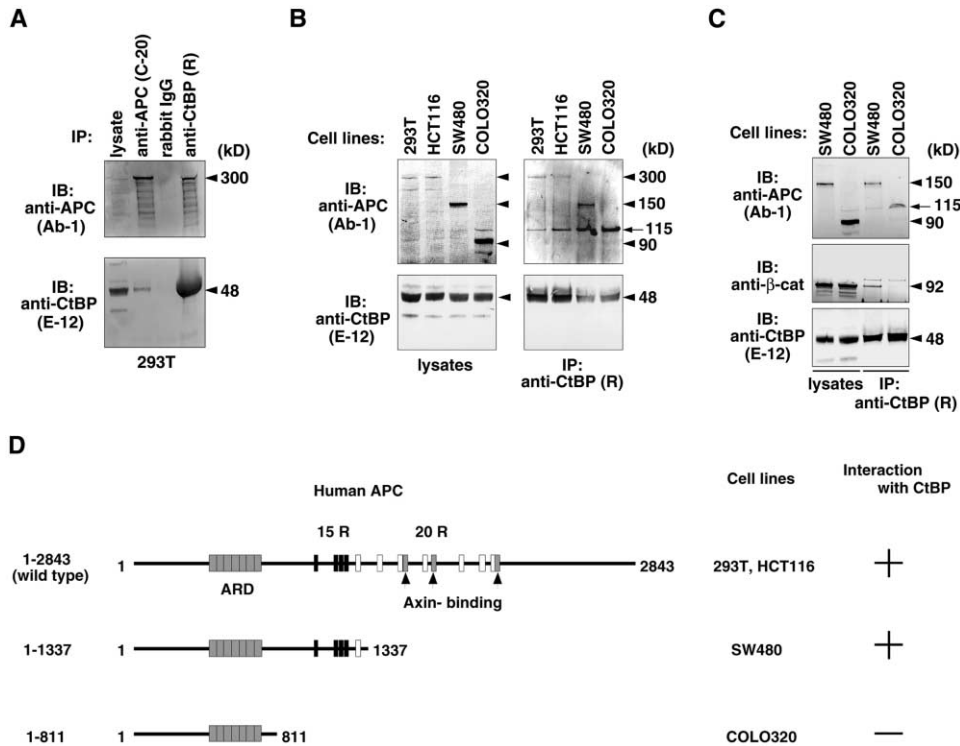 A
IP:
lysate
anti-APC (C-20)
rabbit IgG
anti-CtBP (R)
(kD)
IB:
anti-APC
(Ab-1)
300
IB:
anti-CtBP
(E-12)
48
293T
B
Cell lines:
293T
HCT116
SW480
COLO320
293T
HCT116
SW480
COLO320
(kD)
IB:
anti-APC
(Ab-1)
300
150
115
90
IB:
anti-CtBP
(E-12)
48
lysates
IP:
anti-CtBP (R)
C
Cell lines:
SW480
COLO320
SW480
COLO320
(kD)
IB:
anti-APC
(Ab-1)
150
115
90
IB:
anti-β-cat
92
IB:
anti-CtBP
(E-12)
48
lysates
IP:
anti-CtBP (R)
D
Human APC
Cell lines
Interaction
with CtBP
15 R
20 R
1-2843
(wild type)
1
2843
293T, HCT116
+
ARD
Axin- binding
1-1337
1
1337
SW480
+
1-811
1
811
COLO320
—